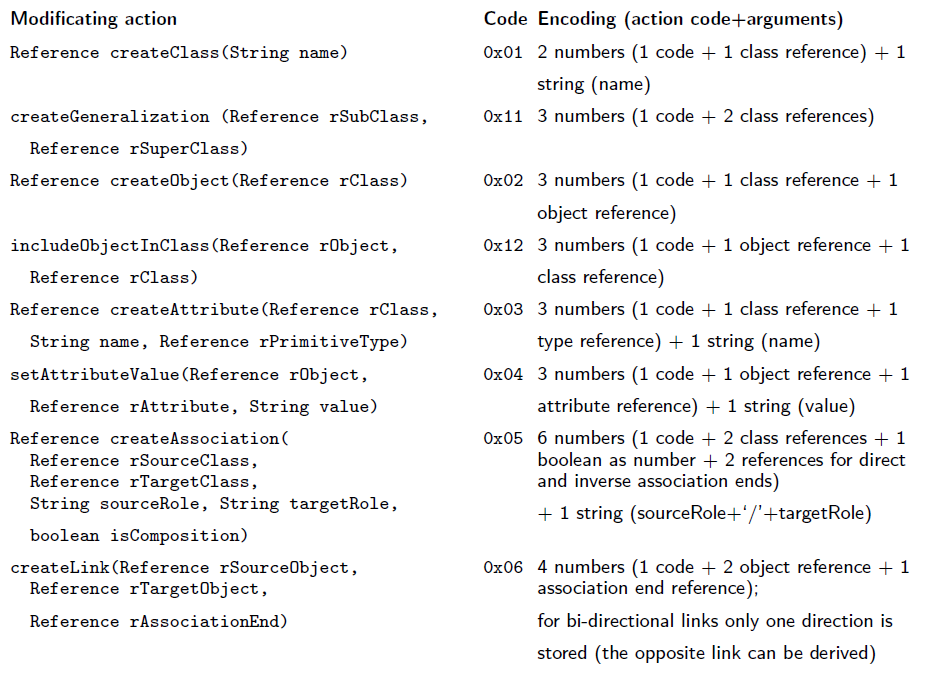 Modificating action Code Encoding (action code+arguments)
Reference createClass(String name) 0x01 2 numbers (1 code + 1 class reference) + 1
string (name)
createGeneralization (Reference rSubClass, 0x11 3 numbers (1 code + 2 class references)
Reference rSuperClass)
Reference createObject(Reference rClass) 0x02 3 numbers (1 code + 1 class reference + 1
object reference)
includeObjectInClass(Reference rObject, 0x12 3 numbers (1 code + 1 object reference + 1
Reference rClass) class reference)
Reference createAttribute(Reference rClass, 0x03 3 numbers (1 code + 1 class reference + 1
String name, Reference rPrimitiveType) type reference) + 1 string (name)
setAttributeValue(Reference rObject, 0x04 3 numbers (1 code + 1 object reference + 1
Reference rAttribute, String value) attribute reference) + 1 string (value)
Reference createAssociation( 0x05 6 numbers (1 code + 2 class references + 1
Reference rSourceClass, boolean as number + 2 references for direct
Reference rTargetClass, and inverse association ends)
String sourceRole, String targetRole, + 1 string (sourceRole+‘/’+targetRole)
boolean isComposition)
createLink(Reference rSourceObject, 0x06 4 numbers (1 code + 2 object reference + 1
Reference rTargetObject, association end reference);
Reference rAssociationEnd) for bi-directional links only one direction is
stored (the opposite link can be derived)